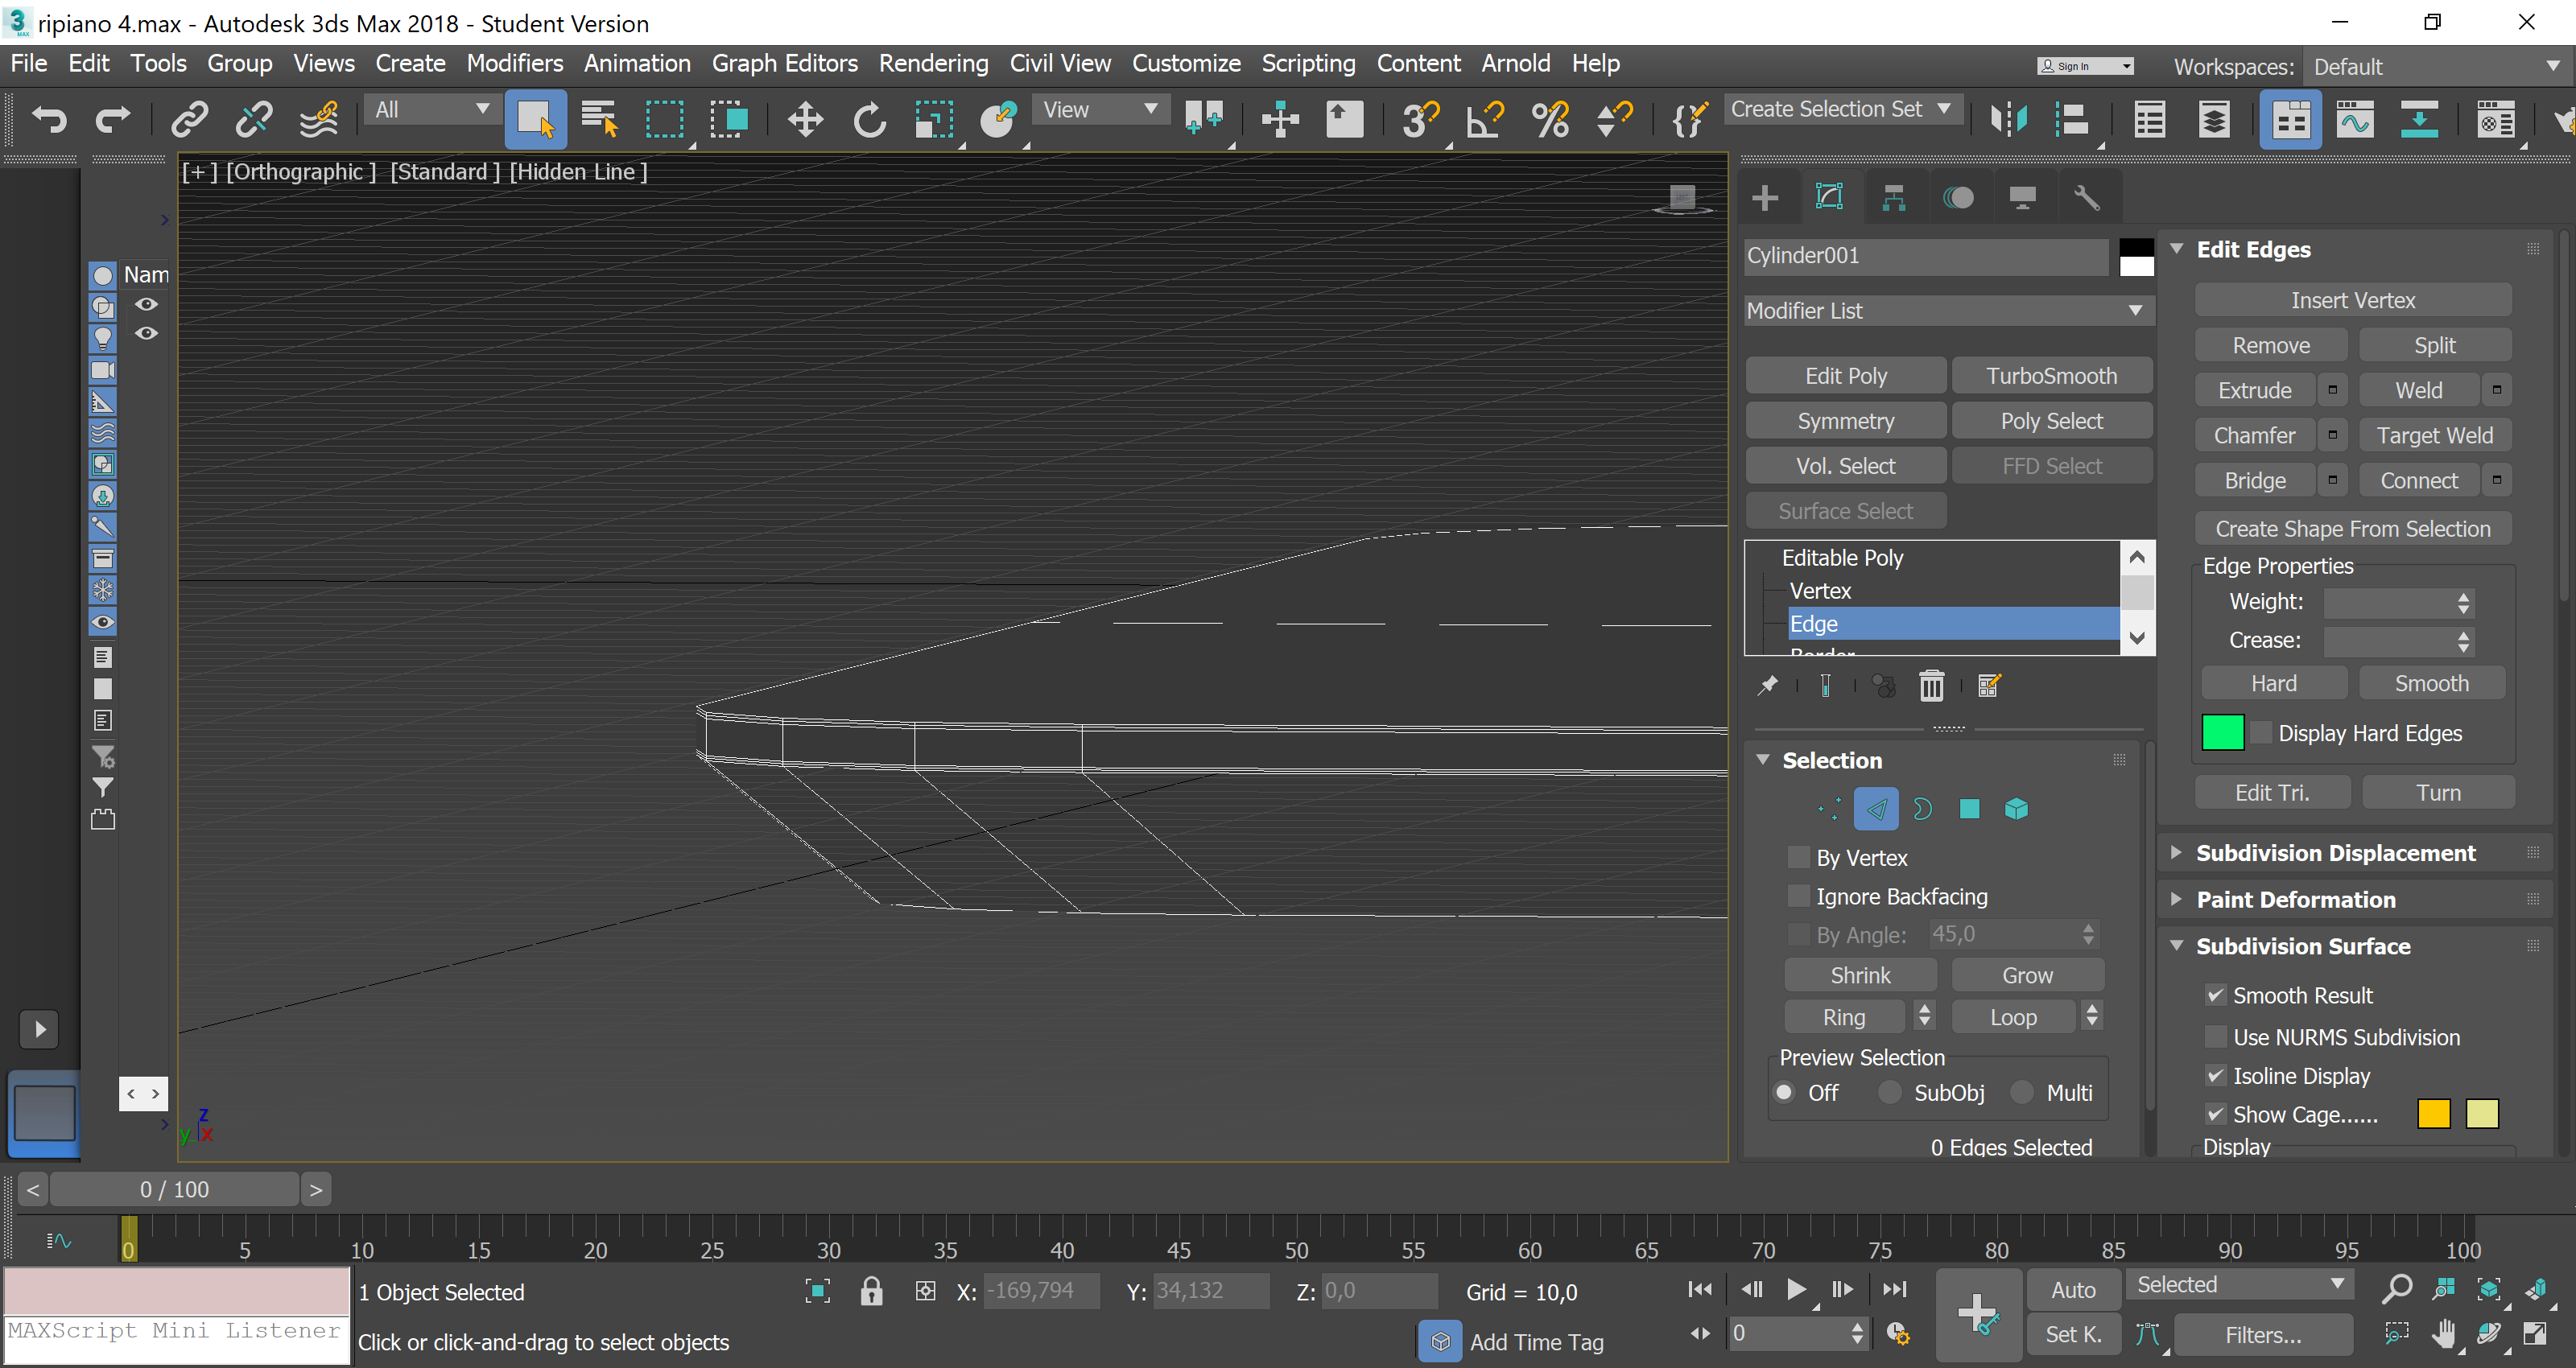 ripiano 4.max - Autodesk 3ds Max 2018 - Student Version
File Edit Tools Group Views Create Modifiers Animation Graph Editors Rendering Civil View Customize Scripting Content Arnold Help
Sign In
Workspaces: Default
All
View
Create Selection Set
[+] [Orthographic ] [Standard ] [Hidden Line ]
Nam
Cylinder001
Modifier List
Edit Poly TurboSmooth
Symmetry Poly Select
Vol. Select FFD Select
Surface Select
Editable Poly
Vertex
Edge
Border
Selection
By Vertex
Ignore Backfacing
By Angle: 45,0
Shrink Grow
Ring Loop
Preview Selection
Off SubObj Multi
0 Edges Selected
Edit Edges
Insert Vertex
Remove Split
Extrude Weld
Chamfer Target Weld
Bridge Connect
Create Shape From Selection
Edge Properties
Weight:
Crease:
Hard Smooth
Display Hard Edges
Edit Tri. Turn
Subdivision Displacement
Paint Deformation
Subdivision Surface
Smooth Result
Use NURMS Subdivision
Isoline Display
Show Cage......
Display
z
y x
< 0 / 100 >
0 5 10 15 20 25 30 35 40 45 50 55 60 65 70 75 80 85 90 95 100
1 Object Selected
X: -169,794 Y: 34,132 Z: 0,0 Grid = 10,0
Auto Selected
MAXScript Mini Listener
Click or click-and-drag to select objects
Add Time Tag
0
Set K. Filters...